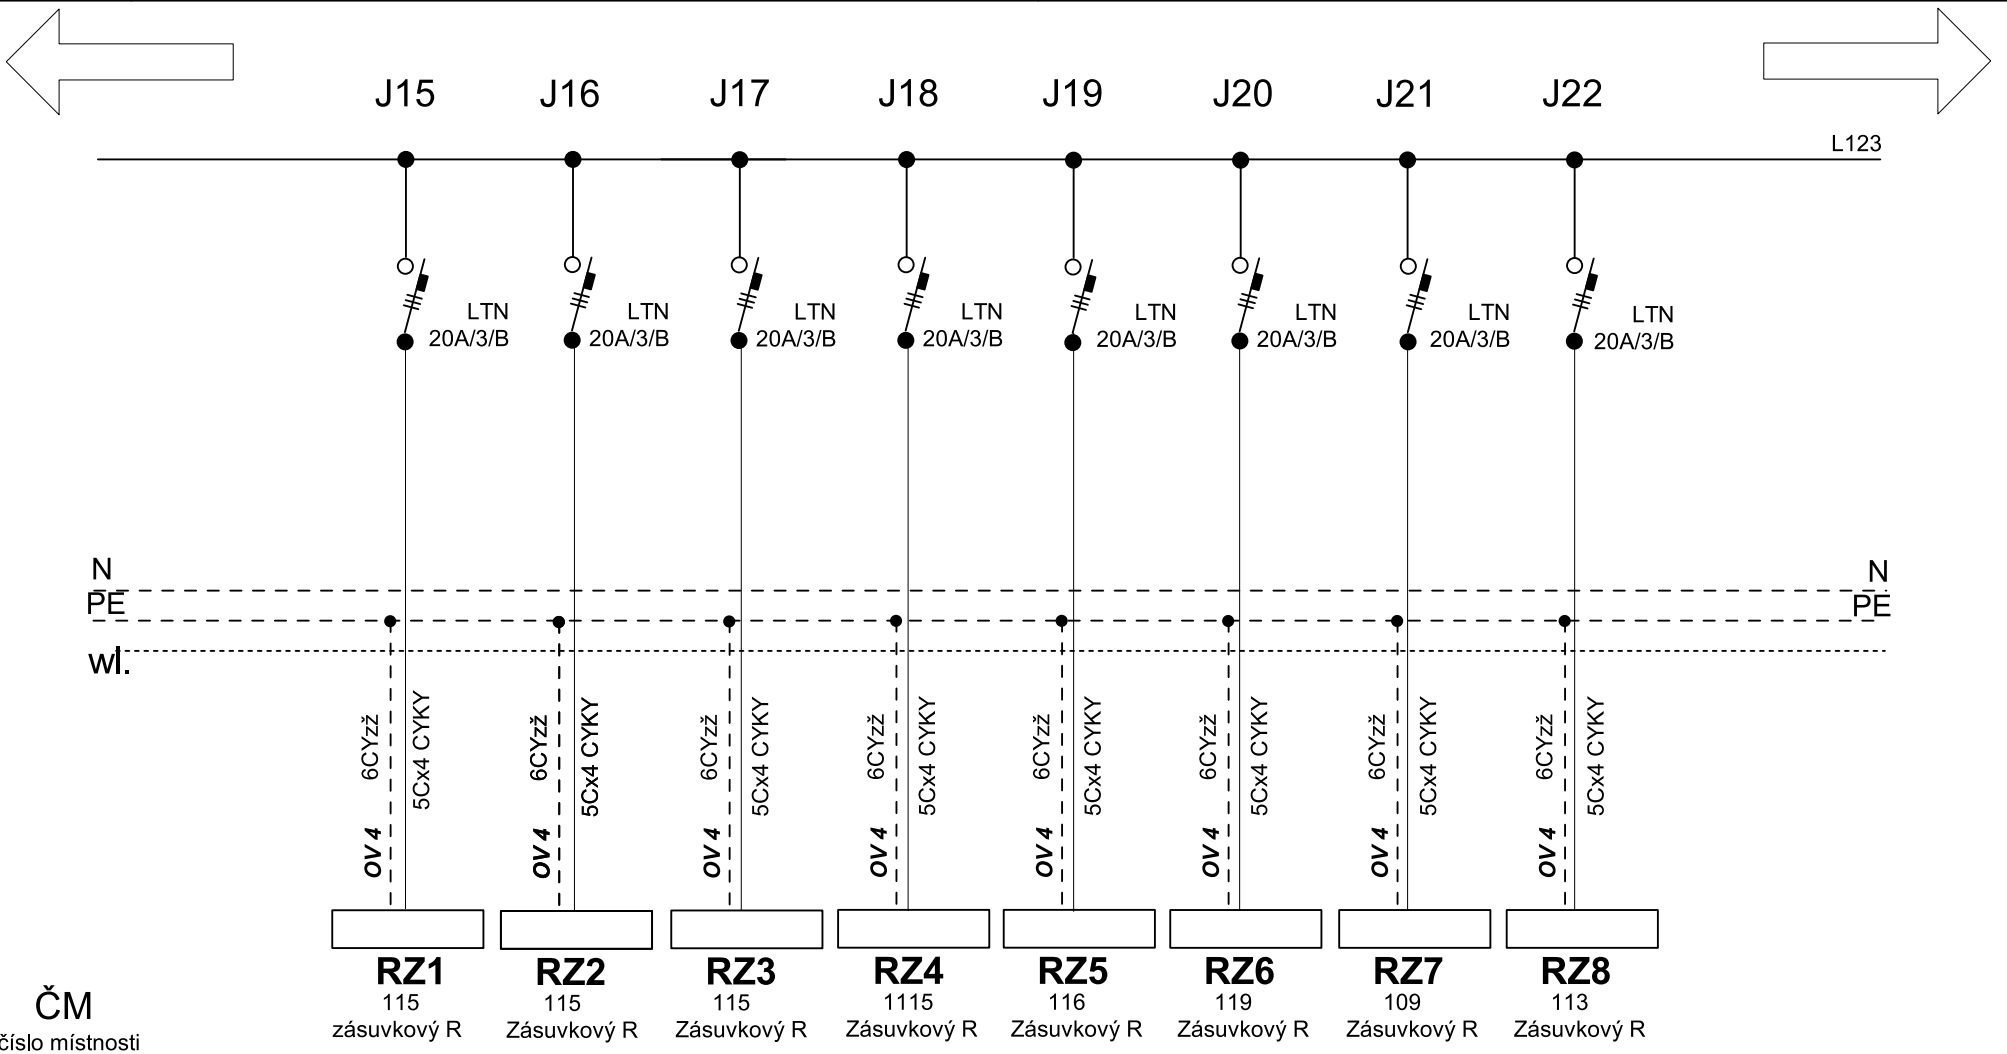 J15 J16 J17 J18 J19 J20 J21 J22
L123
LTN LTN LTN LTN LTN LTN LTN LTN
20A/3/B 20A/3/B 20A/3/B 20A/3/B 20A/3/B 20A/3/B 20A/3/B 20A/3/B
N N
PE PE
wl.
6CYzž 5Cx4 CYKY 6CYzž 5Cx4 CYKY 6CYzž 5Cx4 CYKY 6CYzž 5Cx4 CYKY 6CYzž 5Cx4 CYKY 6CYzž 5Cx4 CYKY 6CYzž 5Cx4 CYKY 6CYzž 5Cx4 CYKY
OV 4 OV 4 OV 4 OV 4 OV 4 OV 4 OV 4 OV 4
RZ1 RZ2 RZ3 RZ4 RZ5 RZ6 RZ7 RZ8
ČM 115 115 115 1115 116 119 109 113
číslo místnosti zásuvkový R Zásuvkový R Zásuvkový R Zásuvkový R Zásuvkový R Zásuvkový R Zásuvkový R Zásuvkový R